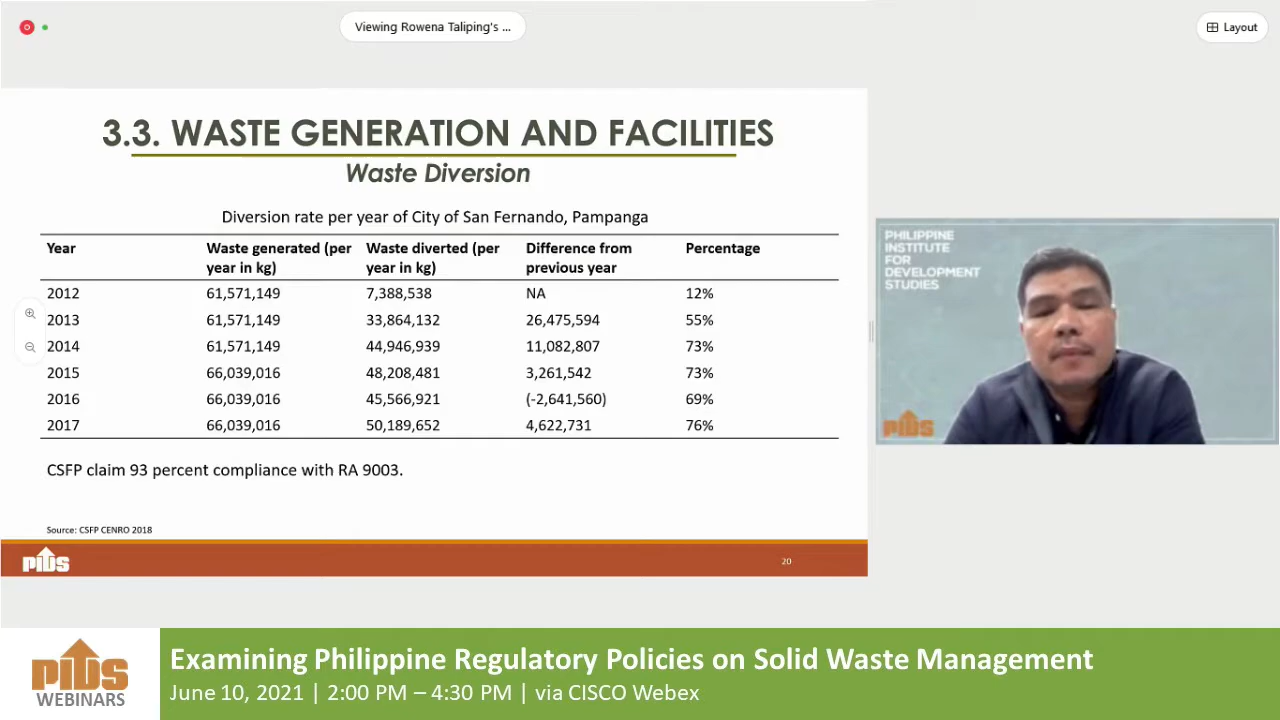 Viewing Rowena Taliping's ...
Layout
3.3. WASTE GENERATION AND FACILITIES
Waste Diversion
Diversion rate per year of City of San Fernando, Pampanga
Year Waste generated (per year in kg) Waste diverted (per year in kg) Difference from previous year Percentage
2012 61,571,149 7,388,538 NA 12%
2013 61,571,149 33,864,132 26,475,594 55%
2014 61,571,149 44,946,939 11,082,807 73%
2015 66,039,016 48,208,481 3,261,542 73%
2016 66,039,016 45,566,921 (-2,641,560) 69%
2017 66,039,016 50,189,652 4,622,731 76%
CSFP claim 93 percent compliance with RA 9003.
Source: CSFP CENRO 2018
PIDS
20
PHILIPPINE
INSTITUTE
FOR
DEVELOPMENT
STUDIES
PIDS
PIDS
WEBINARS
Examining Philippine Regulatory Policies on Solid Waste Management
June 10, 2021 | 2:00 PM – 4:30 PM | via CISCO Webex